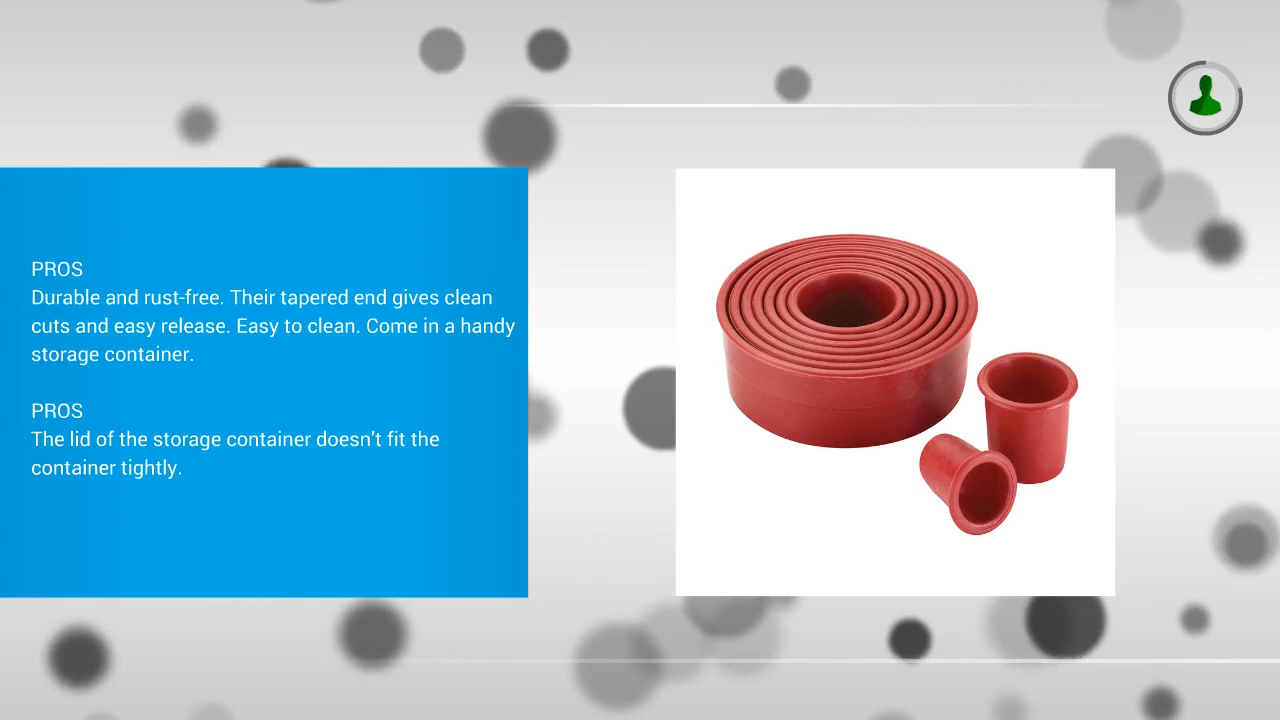 PROS
Durable and rust-free. Their tapered end gives clean
cuts and easy release. Easy to clean. Come in a handy
storage container.
PROS
The lid of the storage container doesn't fit the
container tightly.